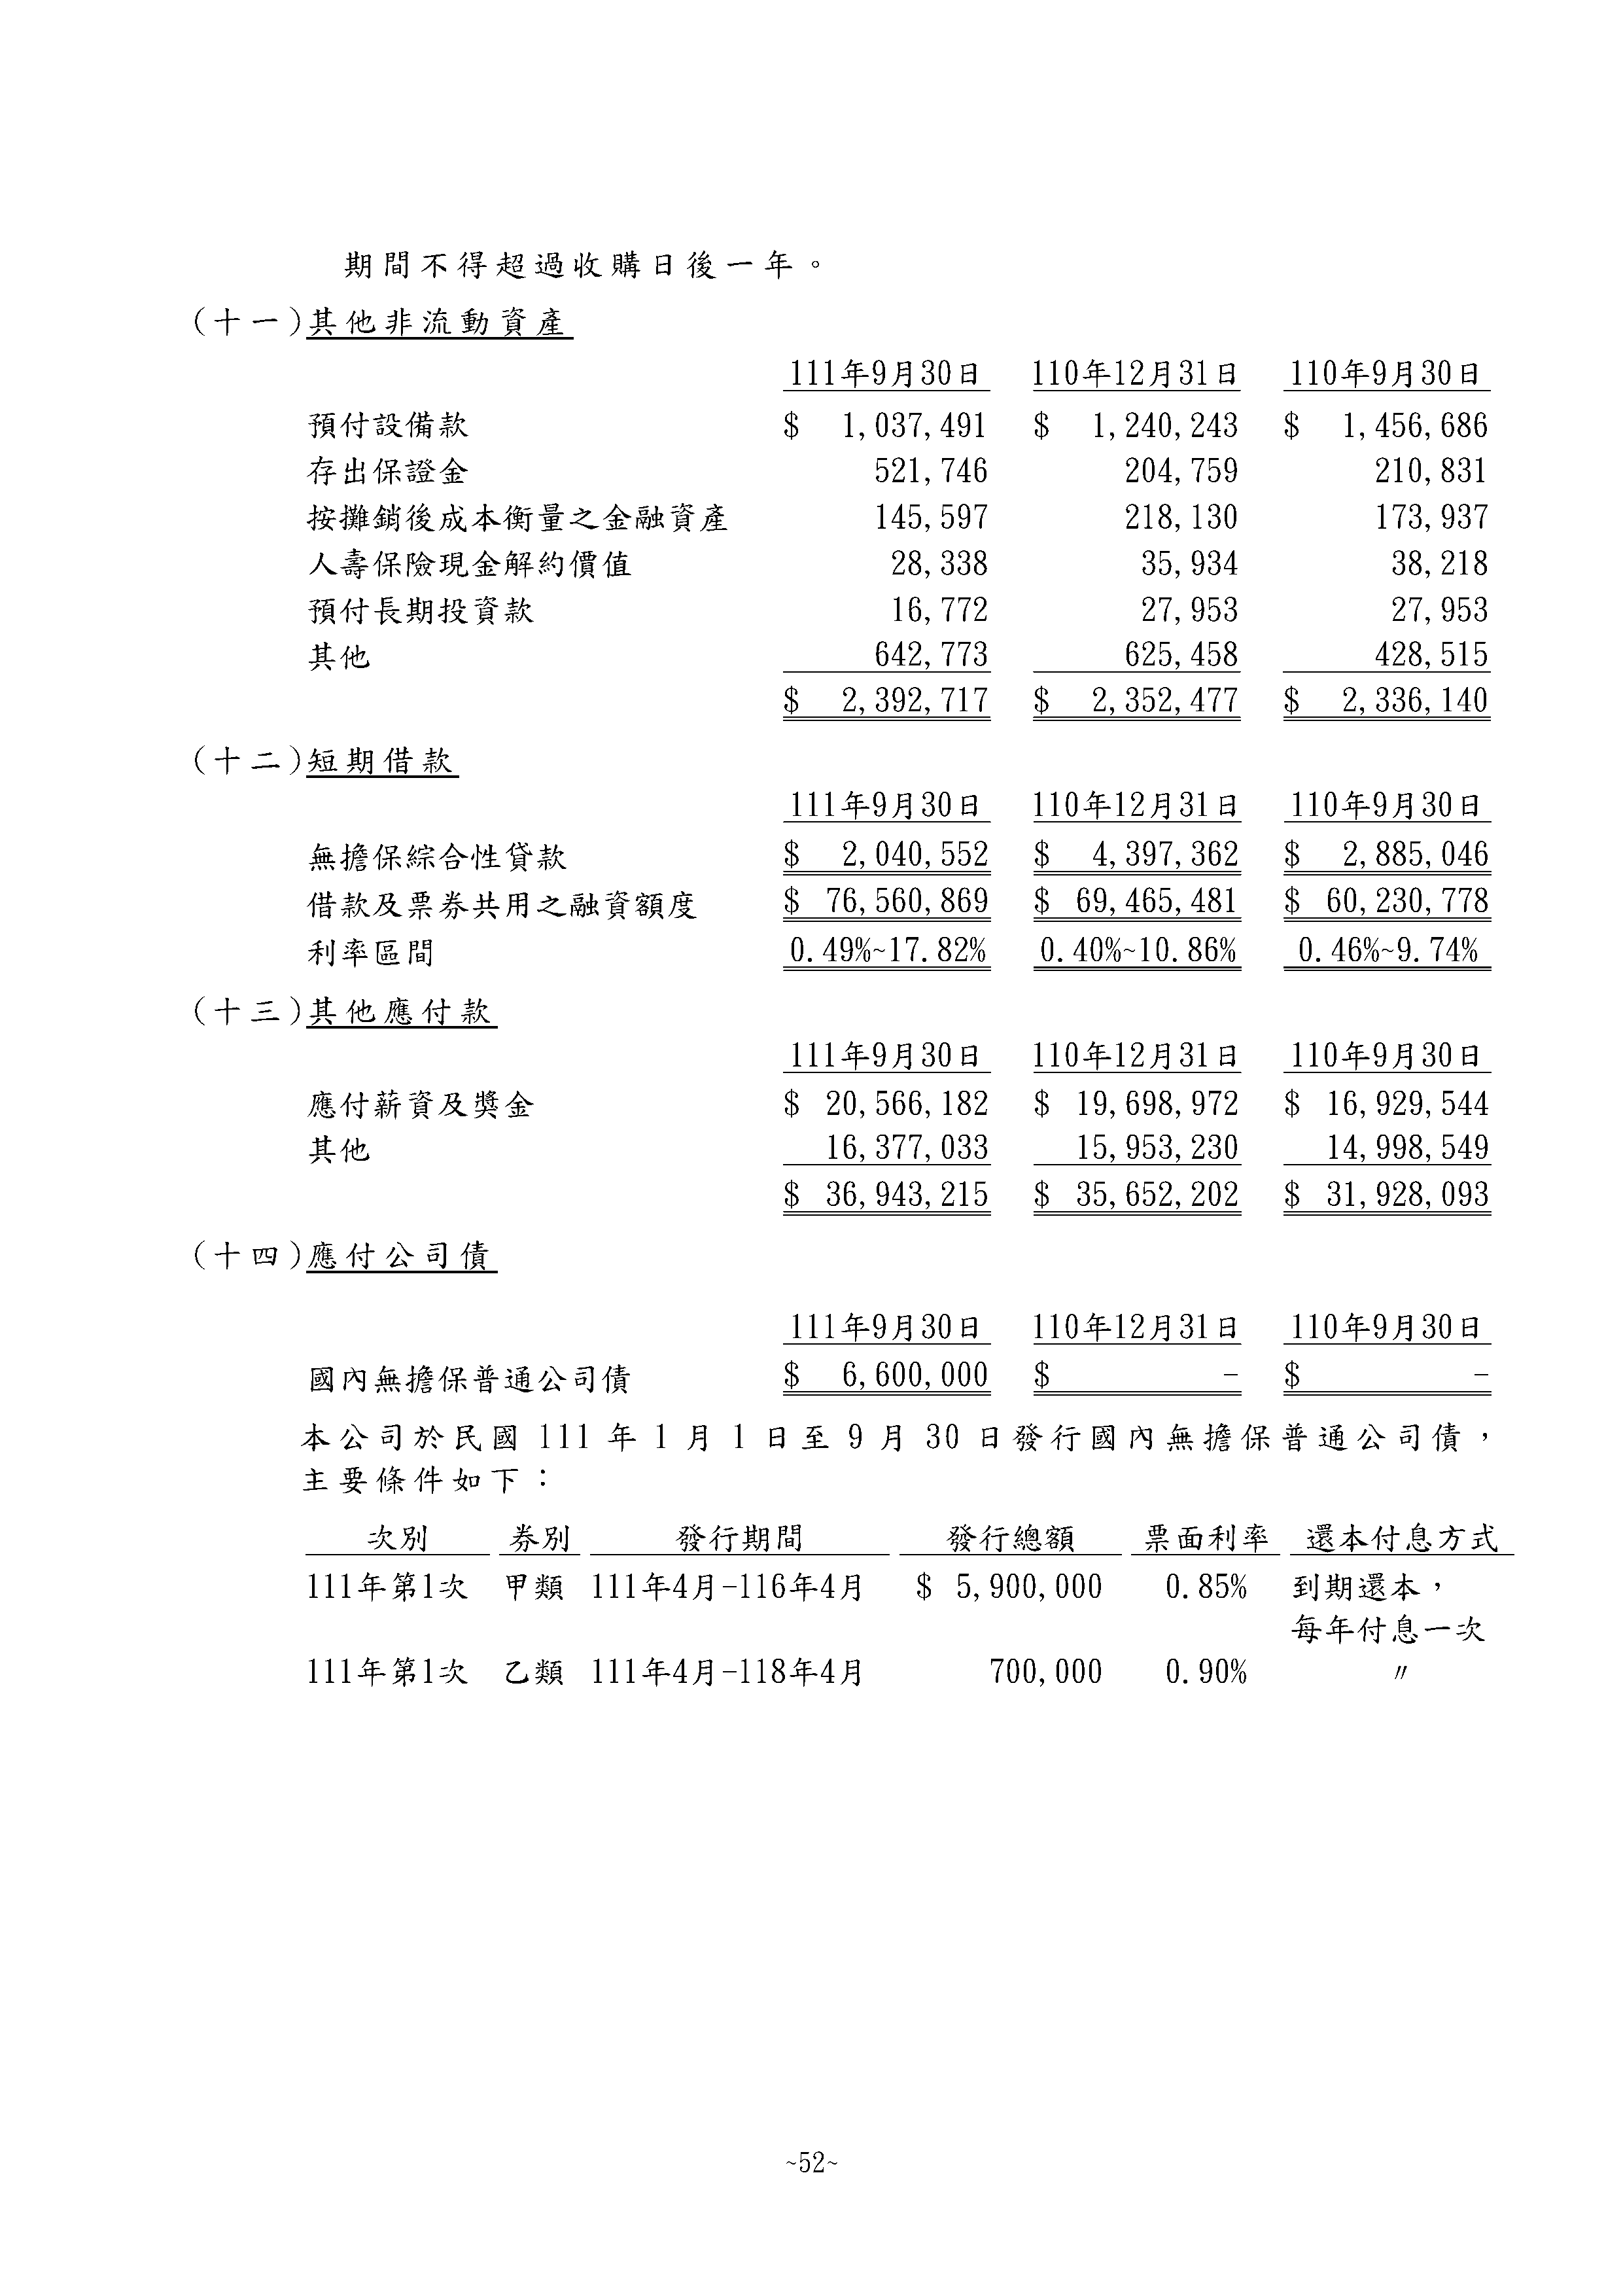 期間不得超過收購日後一年。
(十一)其他非流動資產
111年9月30日 110年12月31日 110年9月30日
預付設備款 $ 1,037,491 $ 1,240,243 $ 1,456,686
存出保證金 521,746 204,759 210,831
按攤銷後成本衡量之金融資產 145,597 218,130 173,937
人壽保險現金解約價值 28,338 35,934 38,218
預付長期投資款 16,772 27,953 27,953
其他 642,773 625,458 428,515
$ 2,392,717 $ 2,352,477 $ 2,336,140
(十二)短期借款
111年9月30日 110年12月31日 110年9月30日
無擔保綜合性貸款 $ 2,040,552 $ 4,397,362 $ 2,885,046
借款及票券共用之融資額度 $ 76,560,869 $ 69,465,481 $ 60,230,778
利率區間 0.49%~17.82% 0.40%~10.86% 0.46%~9.74%
(十三)其他應付款
111年9月30日 110年12月31日 110年9月30日
應付薪資及獎金 $ 20,566,182 $ 19,698,972 $ 16,929,544
其他 16,377,033 15,953,230 14,998,549
$ 36,943,215 $ 35,652,202 $ 31,928,093
(十四)應付公司債
111年9月30日 110年12月31日 110年9月30日
國內無擔保普通公司債 $ 6,600,000 $ - $ -
本公司於民國 111 年 1 月 1 日至 9 月 30 日發行國內無擔保普通公司債，
主要條件如下：
次別 券別 發行期間 發行總額 票面利率 還本付息方式
111年第1次 甲類 111年4月-116年4月 $ 5,900,000 0.85% 到期還本，
每年付息一次
111年第1次 乙類 111年4月-118年4月 700,000 0.90% 〃
~52~